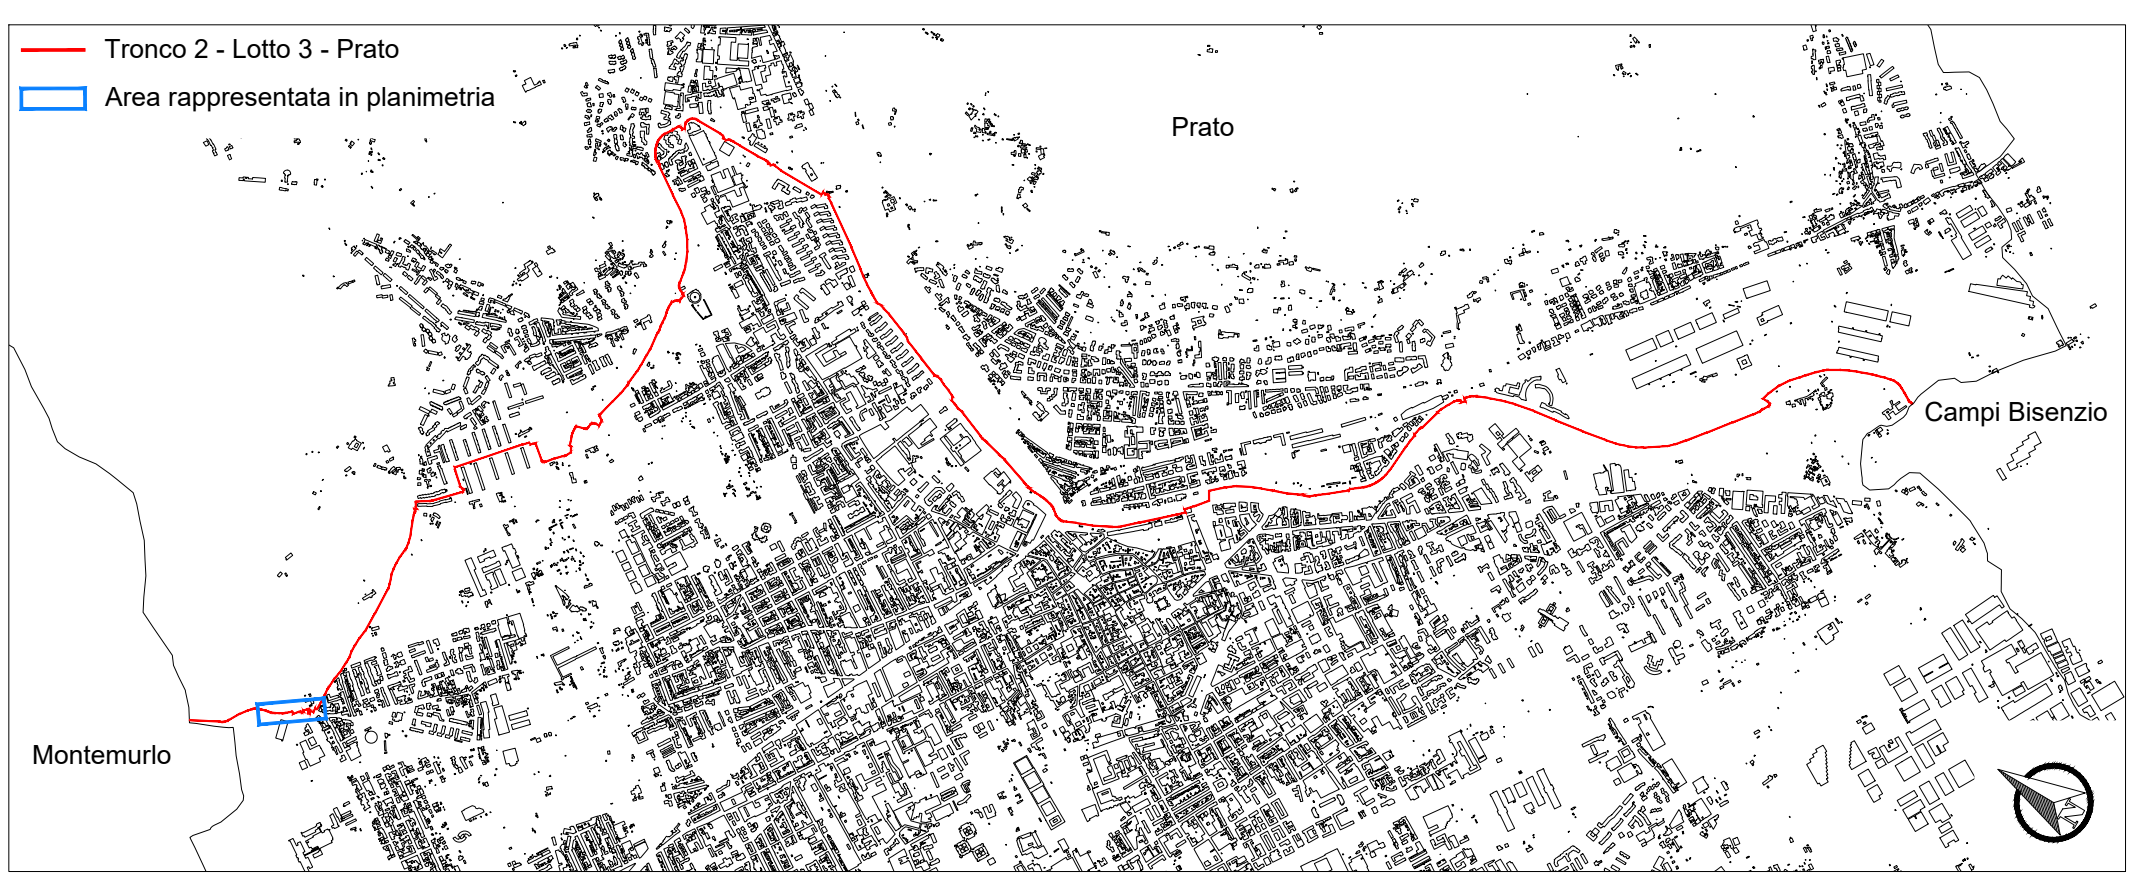 Tronco 2 - Lotto 3 - Prato
Area rappresentata in planimetria
Prato
Campi Bisenzio
Montemurlo
N